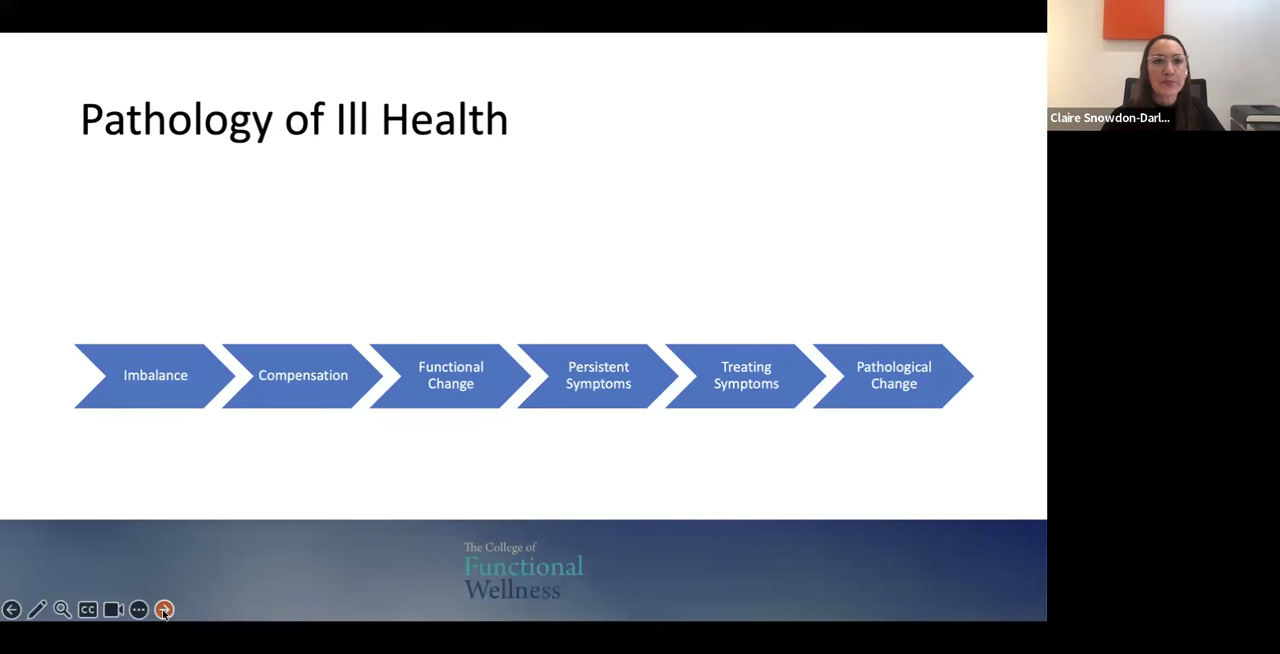 Pathology of Ill Health
Claire Snowdon-Darl...
Imbalance
Compensation
Functional
Change
Persistent
Symptoms
Treating
Symptoms
Pathological
Change
The College of
Functional
Wellness
CC